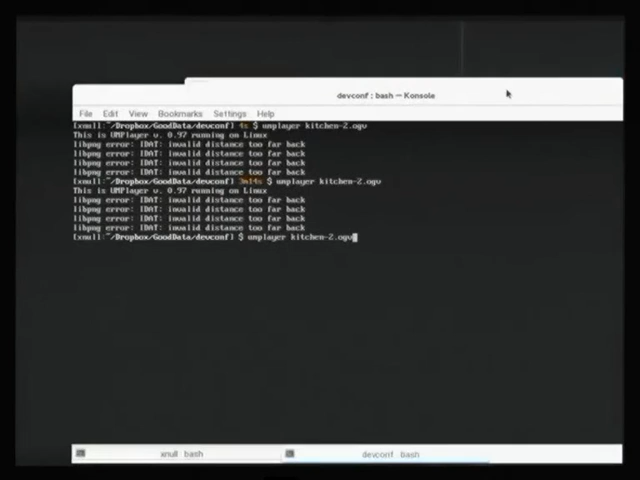 devconf : bash — Konsole
File Edit View Bookmarks Settings Help
[xnull:~/Dropbox/GoodData/devconf] 4s $ umplayer kitchen-2.ogv
This is UMPlayer v. 0.97 running on Linux
libpng error: IDAT: invalid distance too far back
libpng error: IDAT: invalid distance too far back
libpng error: IDAT: invalid distance too far back
libpng error: IDAT: invalid distance too far back
[xnull:~/Dropbox/GoodData/devconf] 3m14s $ umplayer kitchen-2.ogv
This is UMPlayer v. 0.97 running on Linux
libpng error: IDAT: invalid distance too far back
libpng error: IDAT: invalid distance too far back
libpng error: IDAT: invalid distance too far back
libpng error: IDAT: invalid distance too far back
[xnull:~/Dropbox/GoodData/devconf] $ umplayer kitchen-2.ogv
xnull bash
devconf bash